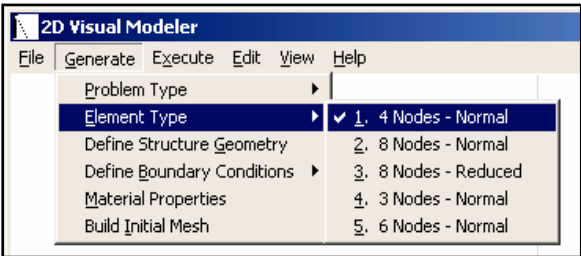 2D Visual Modeler
File Generate Execute Edit View Help
Problem Type
Element Type
Define Structure Geometry
Define Boundary Conditions
Material Properties
Build Initial Mesh
1. 4 Nodes - Normal
2. 8 Nodes - Normal
3. 8 Nodes - Reduced
4. 3 Nodes - Normal
5. 6 Nodes - Normal